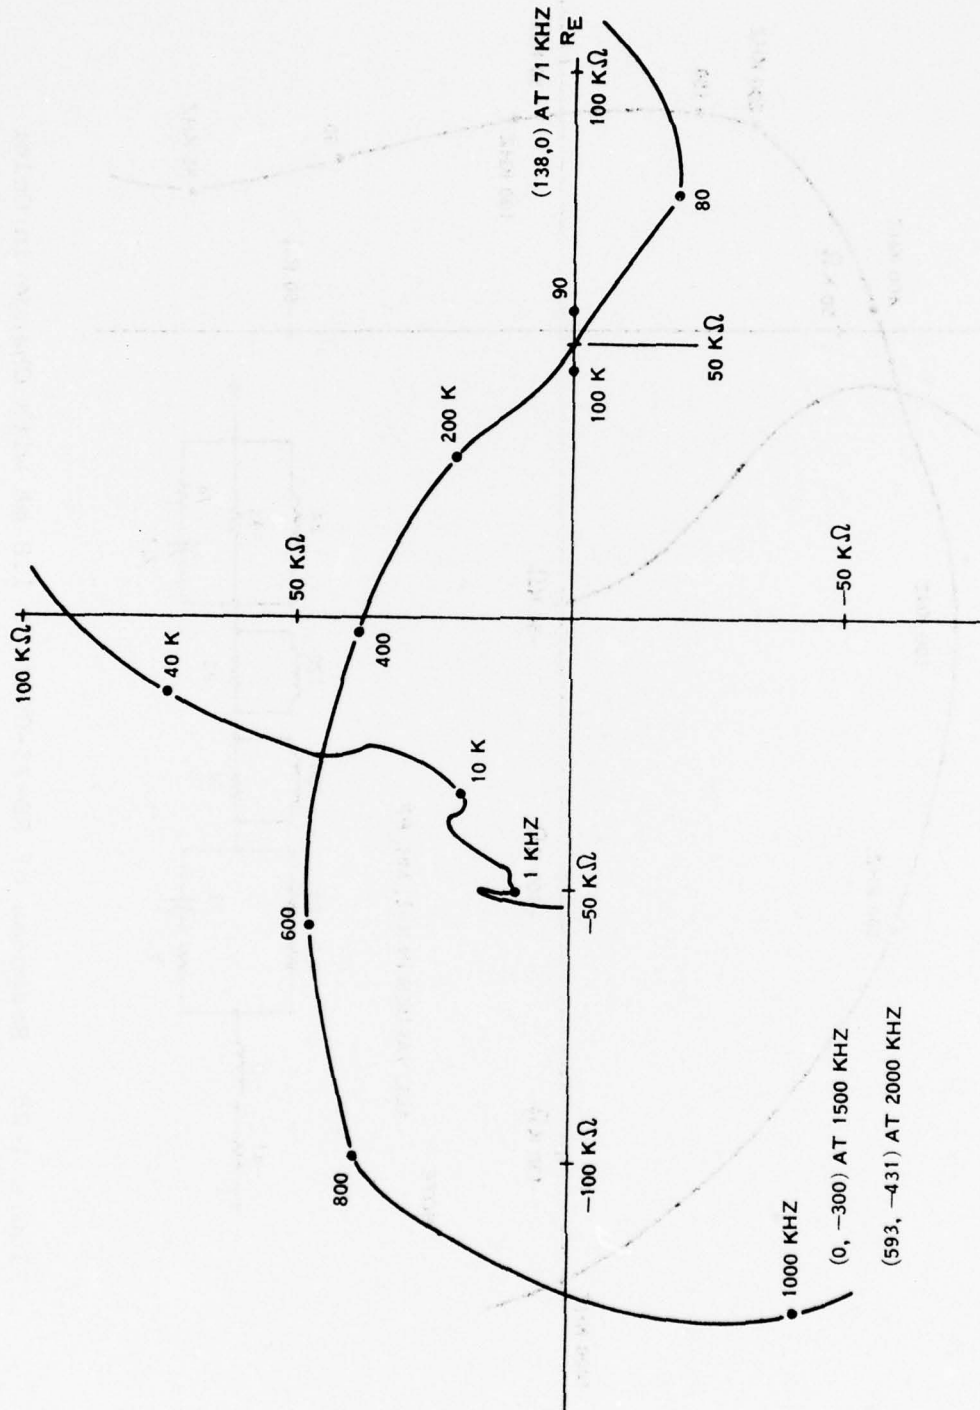 (138,0) AT 71 KHZ
RE
100 KΩ
80
90
50 KΩ
100 K
200 K
100 KΩ
50 KΩ
-50 KΩ
40 K
400
10 K
1 KHZ
-50 KΩ
600
800
-100 KΩ
1000 KHZ
(0, -300) AT 1500 KHZ
(593, -431) AT 2000 KHZ